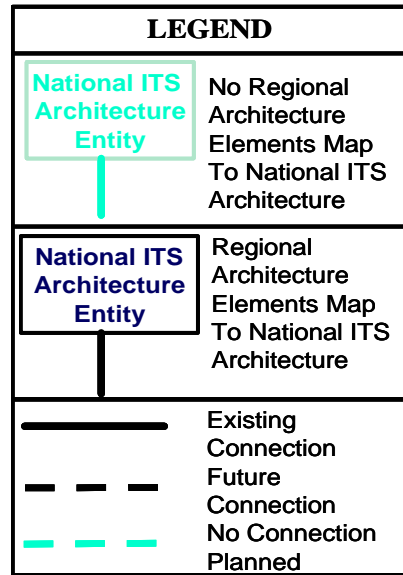 LEGEND
National ITS
Architecture
Entity
No Regional
Architecture
Elements Map
To National ITS
Architecture
National ITS
Architecture
Entity
Regional
Architecture
Elements Map
To National ITS
Architecture
Existing
Connection
Future
Connection
No Connection
Planned